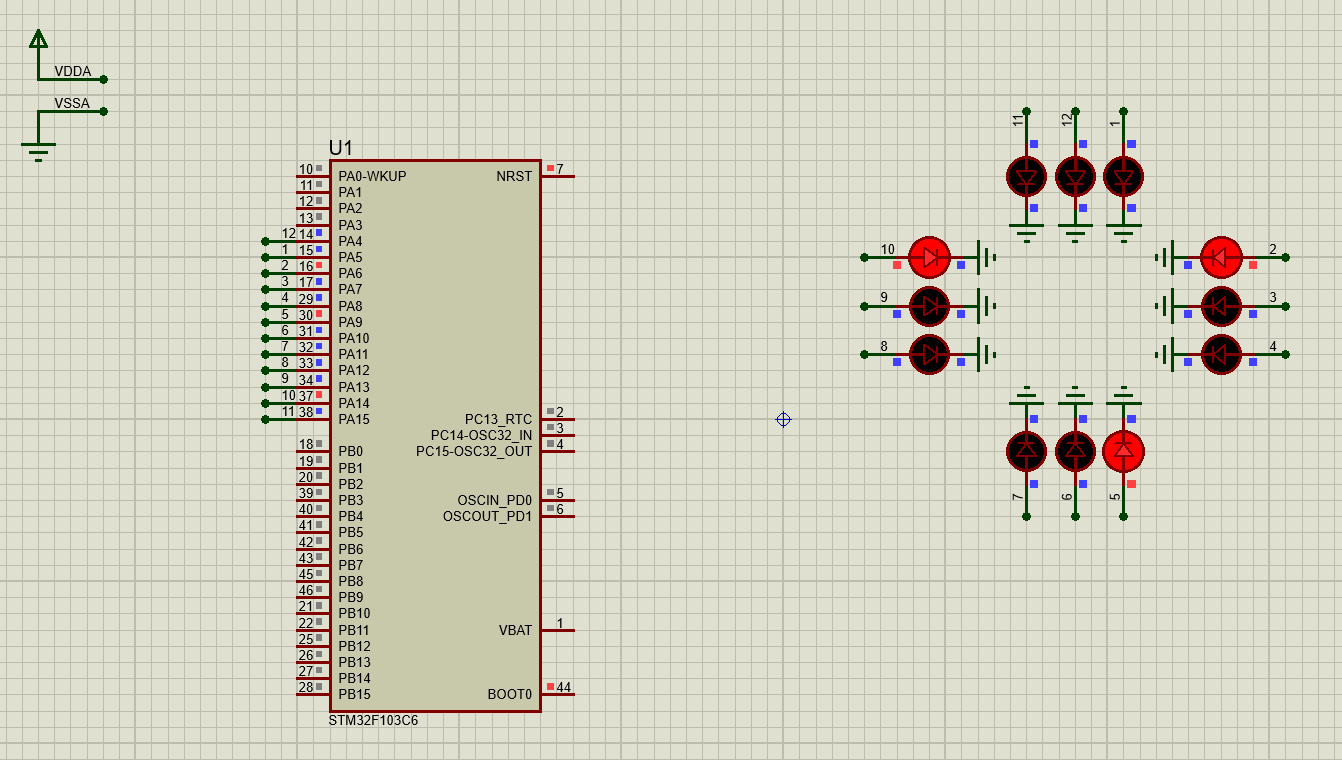 VDDA
VSSA
U1
10 PA0-WKUP NRST 7
11 PA1
12 PA2
13 PA3
12 14 PA4
1 15 PA5
2 16 PA6
3 17 PA7
4 29 PA8
5 30 PA9
6 31 PA10
7 32 PA11
8 33 PA12
9 34 PA13
10 37 PA14
11 38 PA15 PC13_RTC 2
PC14-OSC32_IN 3
18 PB0 PC15-OSC32_OUT 4
19 PB1
20 PB2
39 PB3 OSCIN_PD0 5
40 PB4 OSCOUT_PD1 6
41 PB5
42 PB6
43 PB7
45 PB8
46 PB9
21 PB10
22 PB11 VBAT 1
25 PB12
26 PB13
27 PB14
28 PB15 BOOT0 44
STM32F103C6
11 12 1
10 2
9 3
8 4
7 6 5